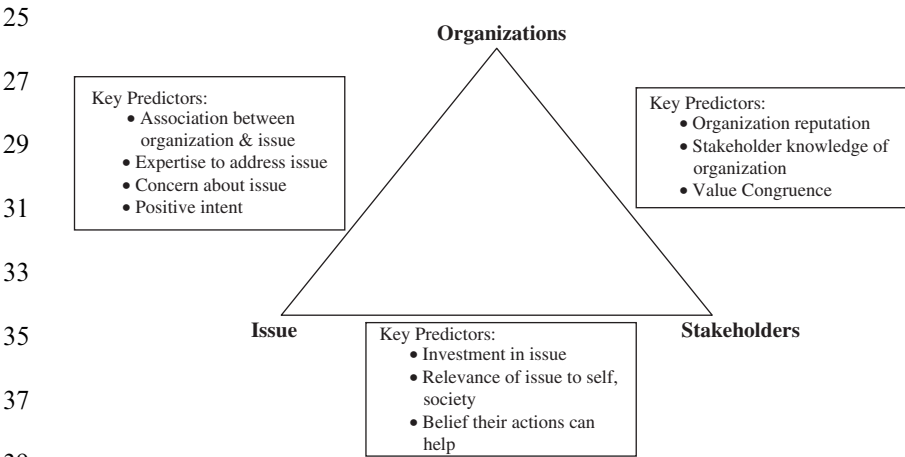 25
Organizations
27
Key Predictors:
• Association between
organization & issue
• Expertise to address issue
• Concern about issue
• Positive intent
Key Predictors:
• Organization reputation
• Stakeholder knowledge of
organization
• Value Congruence
29
31
33
Issue
Stakeholders
35
Key Predictors:
• Investment in issue
• Relevance of issue to self,
society
• Belief their actions can
help
37